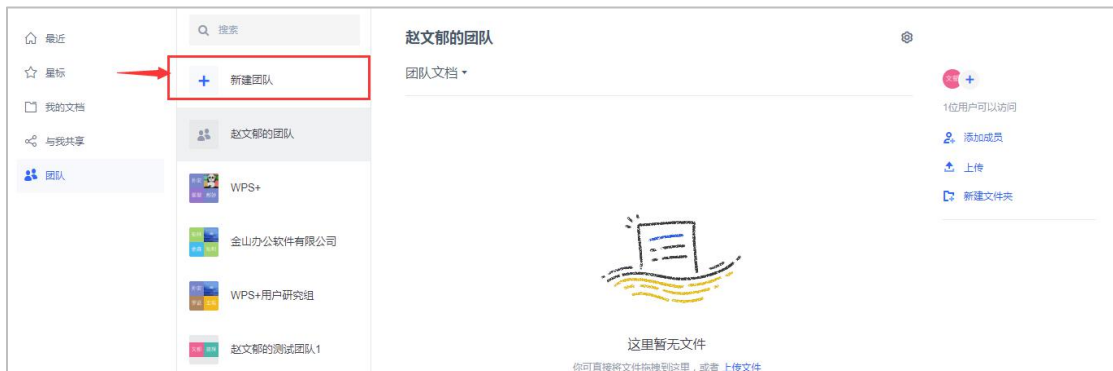 最近
星标
我的文档
与我共享
团队
搜索
新建团队
赵文郁的团队
WPS+
金山办公软件有限公司
WPS+用户研究组
赵文郁的测试团队1
赵文郁的团队
团队文档
这里暂无文件
你可直接将文件拖拽到这里，或者 上传文件
1位用户可以访问
添加成员
上传
新建文件夹